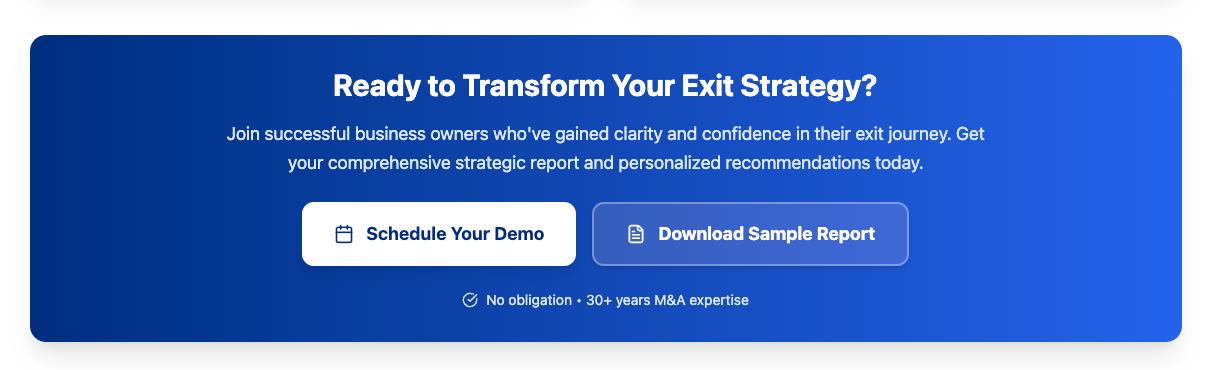 Ready to Transform Your Exit Strategy?
Join successful business owners who've gained clarity and confidence in their exit journey. Get
your comprehensive strategic report and personalized recommendations today.
Schedule Your Demo
Download Sample Report
No obligation • 30+ years M&A expertise